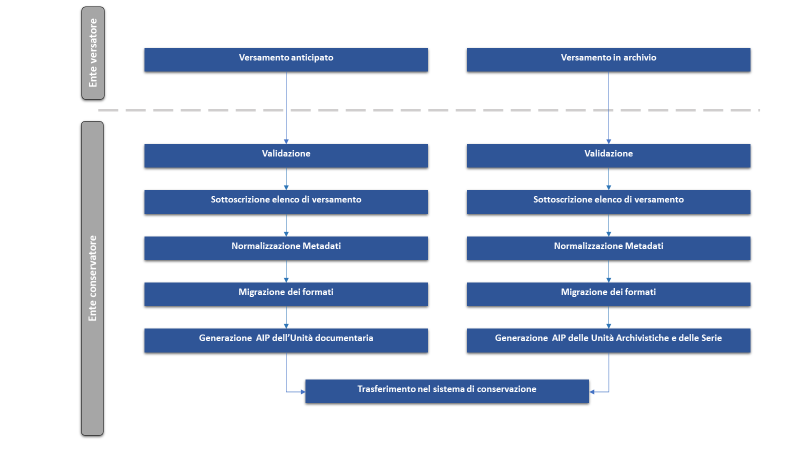 Ente versatore
Versamento anticipato
Versamento in archivio
Ente conservatore
Validazione
Validazione
Sottoscrizione elenco di versamento
Sottoscrizione elenco di versamento
Normalizzazione Metadati
Normalizzazione Metadati
Migrazione dei formati
Migrazione dei formati
Generazione AIP dell'Unità documentaria
Generazione AIP delle Unità Archivistiche e delle Serie
Trasferimento nel sistema di conservazione